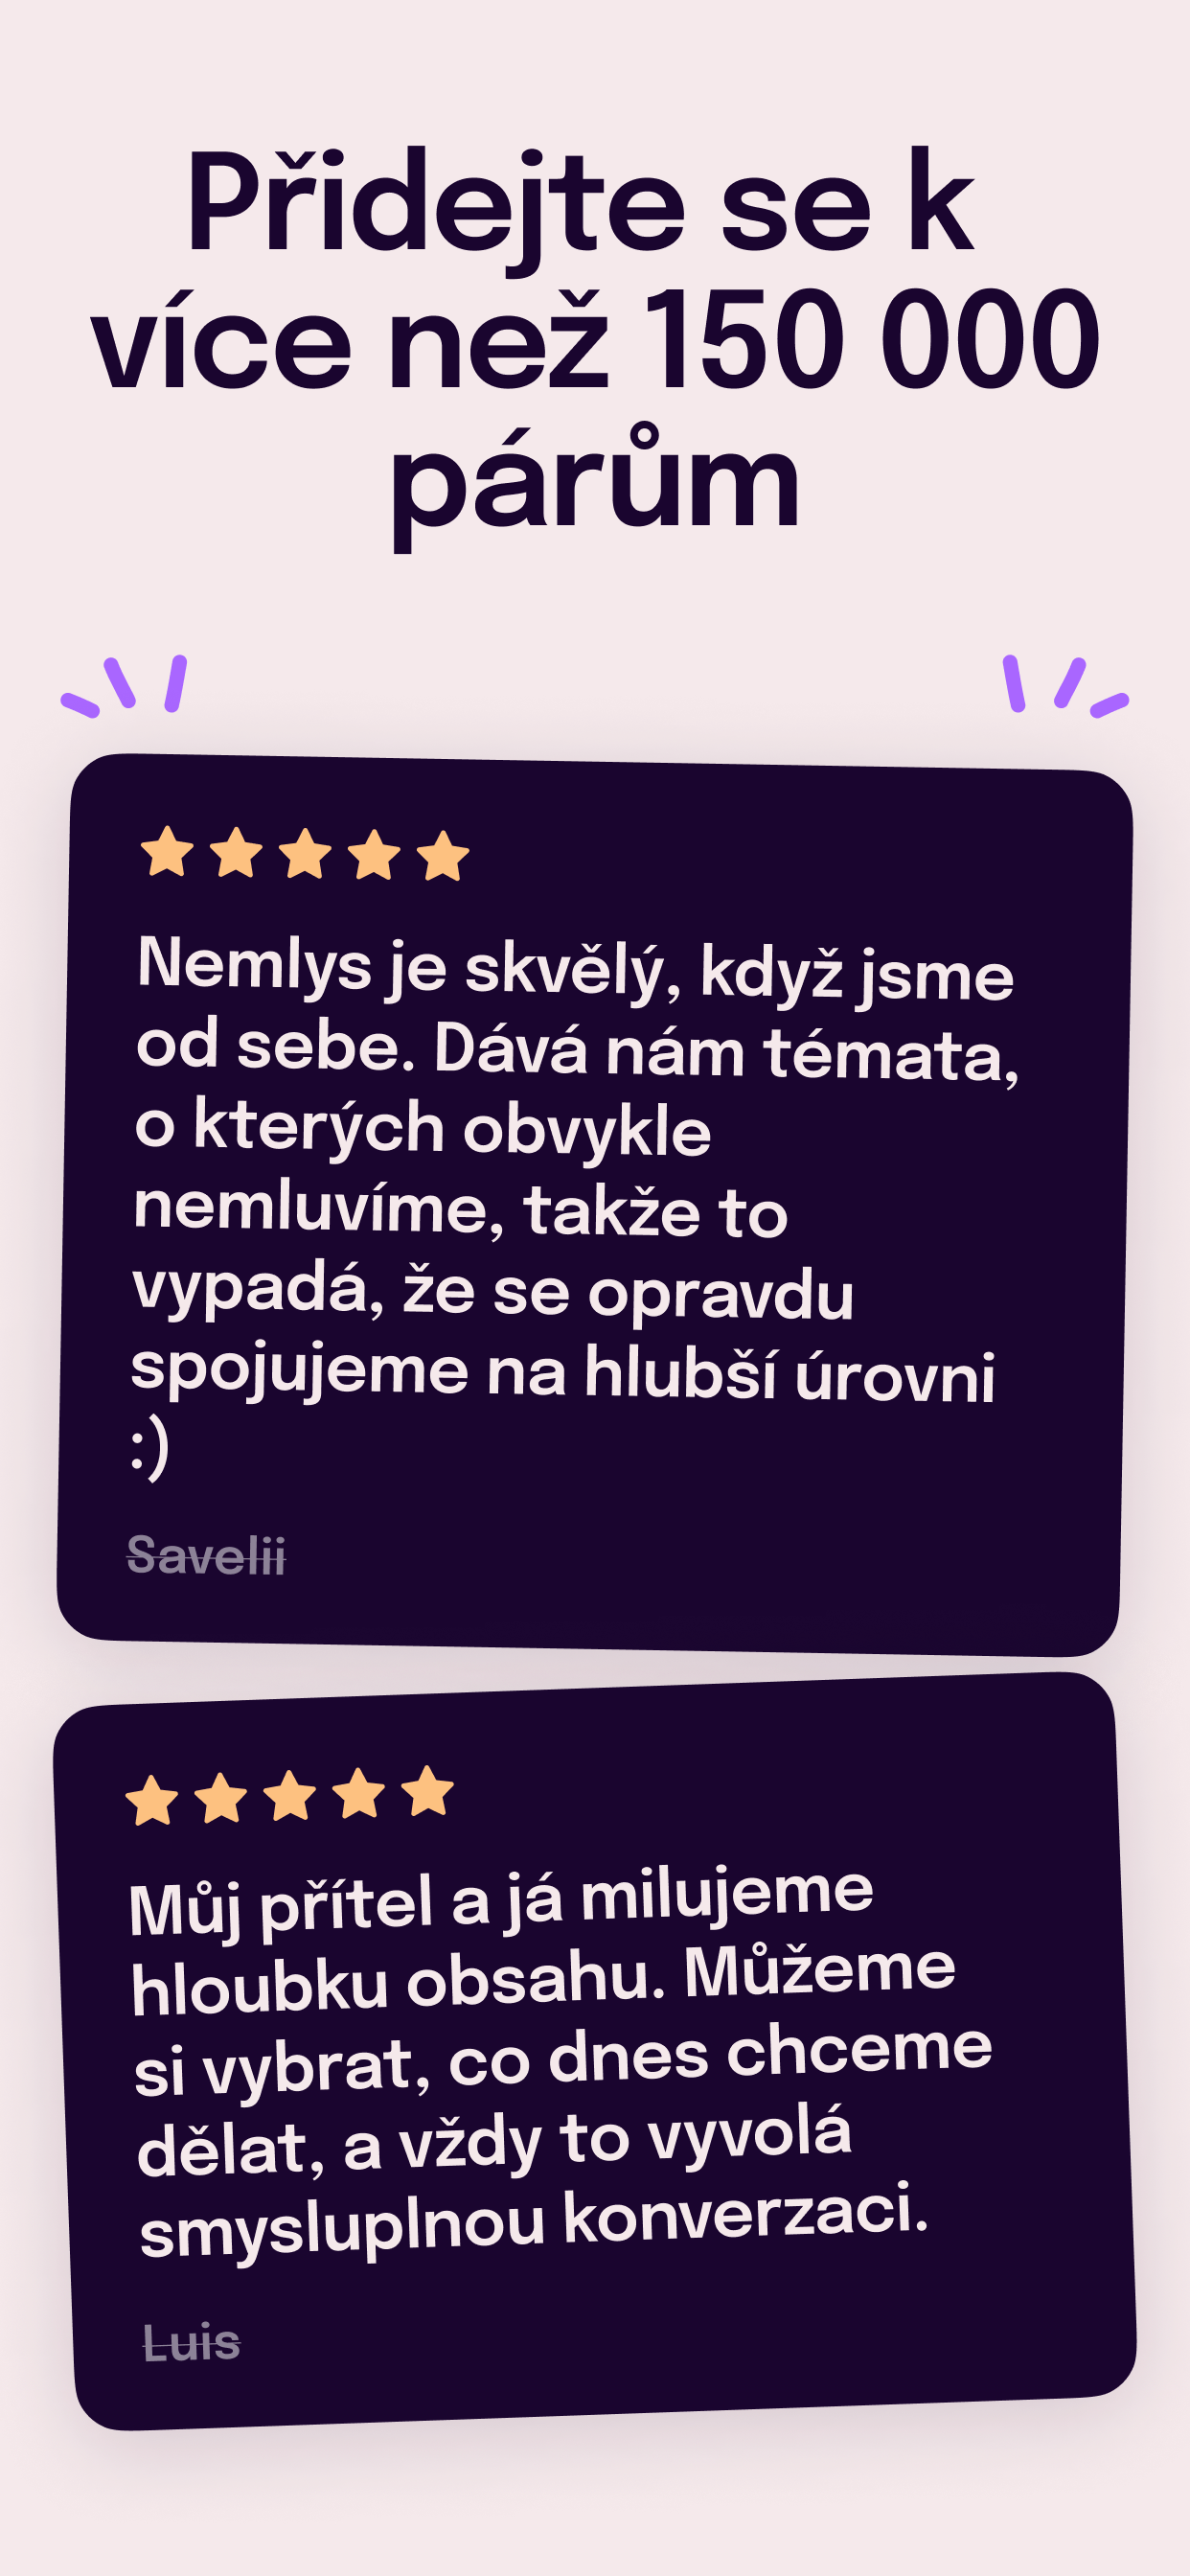 Přidejte se k
více než 150 000
párům
Nemlys je skvělý, když jsme
od sebe. Dává nám témata,
o kterých obvykle
nemluvíme, takže to
vypadá, že se opravdu
spojujeme na hlubší úrovni
:)
Savelii
Můj přítel a já milujeme
hloubku obsahu. Můžeme
si vybrat, co dnes chceme
dělat, a vždy to vyvolá
smysluplnou konverzaci.
Luis